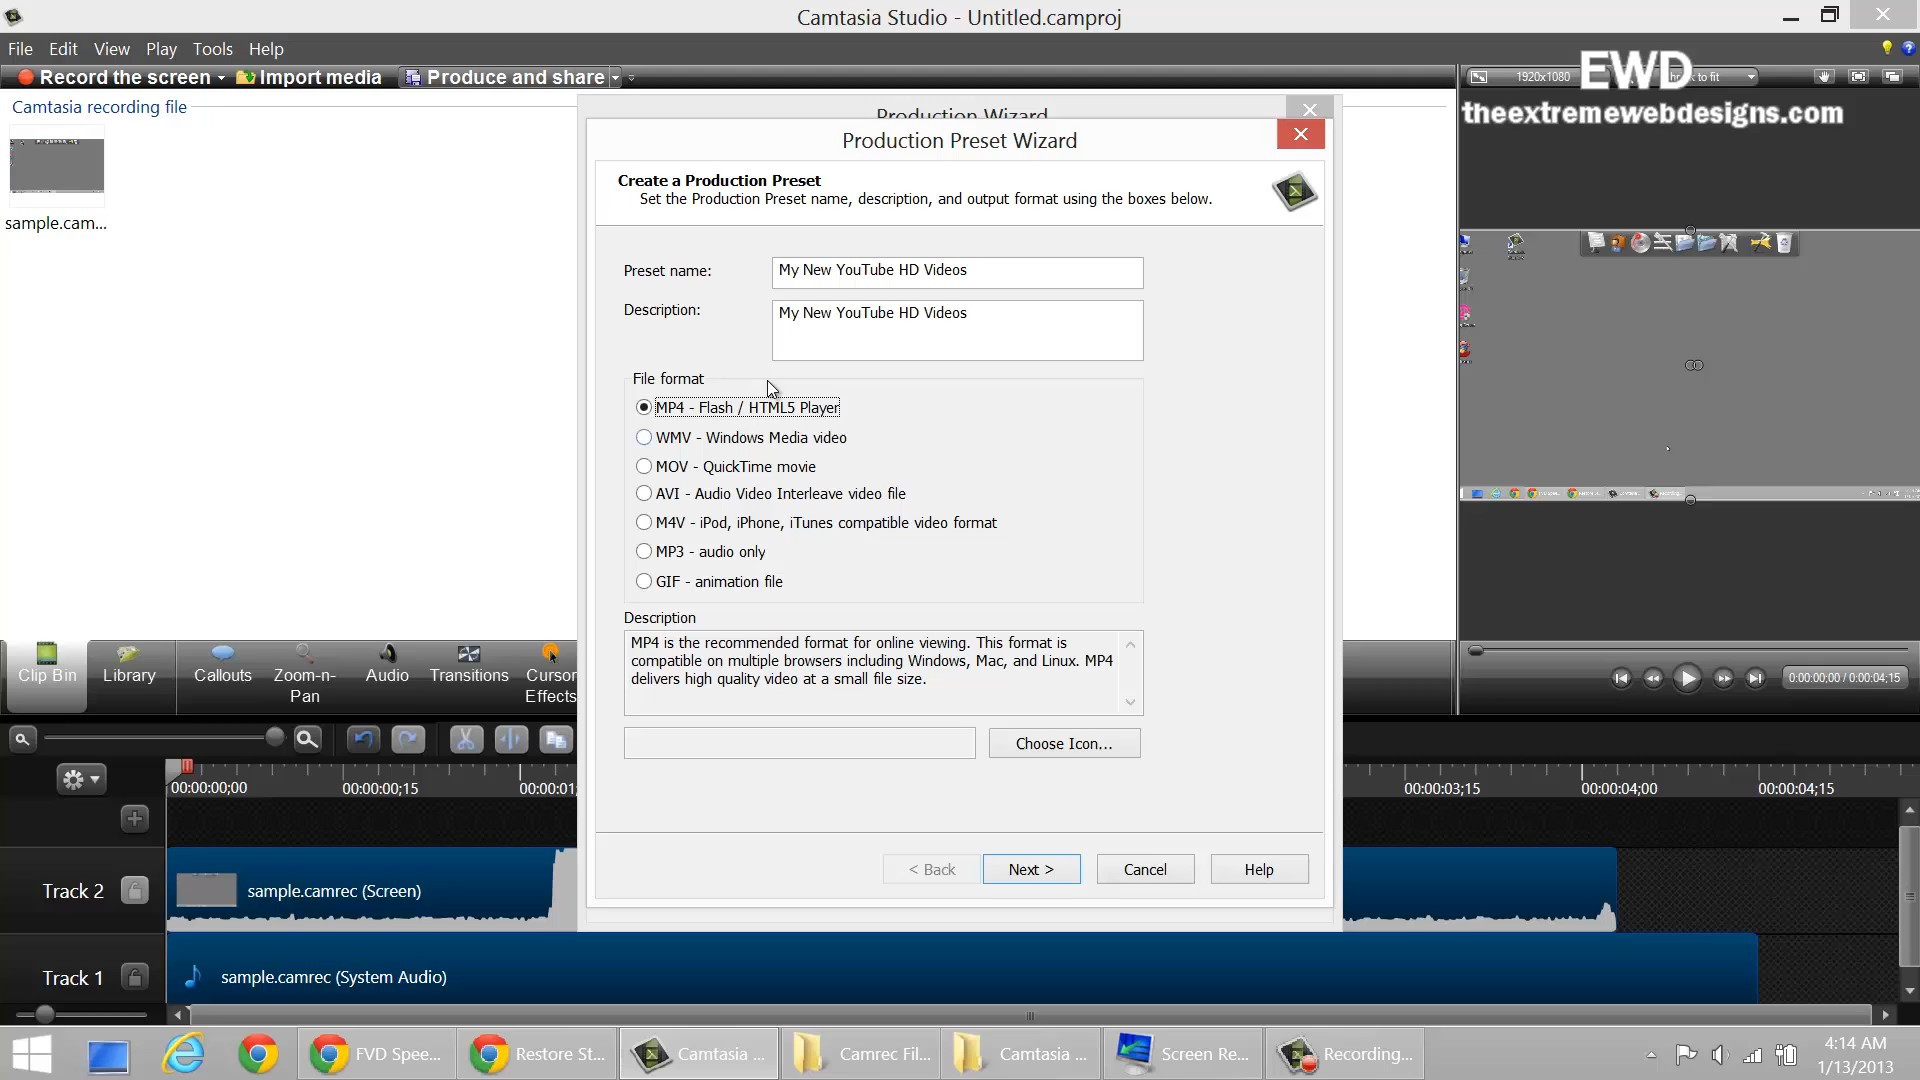 Camtasia Studio - Untitled.camproj
File Edit View Play Tools Help
Record the screen Import media Produce and share
1920x1080
to fit
EWD
theextremewebdesigns.com
Camtasia recording file
sample.cam...
Production Wizard
Production Preset Wizard
Create a Production Preset
Set the Production Preset name, description, and output format using the boxes below.
Preset name: My New YouTube HD Videos
Description: My New YouTube HD Videos
File format
MP4 - Flash / HTML5 Player
WMV - Windows Media video
MOV - QuickTime movie
AVI - Audio Video Interleave video file
M4V - iPod, iPhone, iTunes compatible video format
MP3 - audio only
GIF - animation file
Description
MP4 is the recommended format for online viewing. This format is
compatible on multiple browsers including Windows, Mac, and Linux. MP4
delivers high quality video at a small file size.
Choose Icon...
< Back Next > Cancel Help
Clip Bin Library Callouts Zoom-n-
Pan Audio Transitions Cursor
Effects
0:00:00;00 / 0:00:04;15
00:00:00;00 00:00:00;15 00:00:01; 00:00:03;15 00:00:04;00 00:00:04;15
Track 2 sample.camrec (Screen)
Track 1 sample.camrec (System Audio)
FVD Spee... Restore St... Camtasia ... Camrec Fil... Camtasia ... Screen Re... Recording...
4:14 AM
1/13/2013